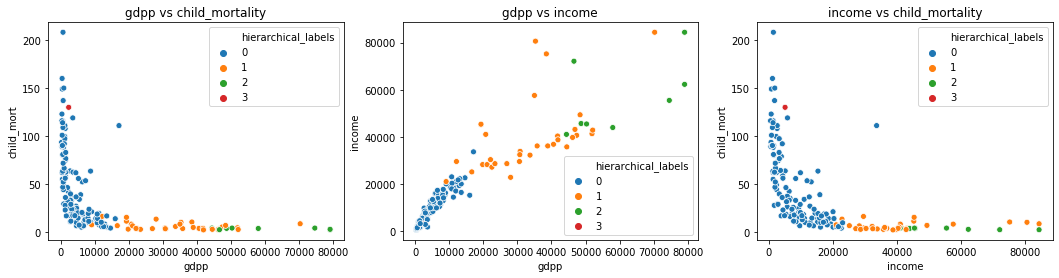 gdpp vs child_mortality
child_mort
200
150
100
50
0
hierarchical_labels
0
1
2
3
0 10000 20000 30000 40000 50000 60000 70000 80000
gdpp
gdpp vs income
income
80000
60000
40000
20000
0
hierarchical_labels
0
1
2
3
0 10000 20000 30000 40000 50000 60000 70000 80000
gdpp
income vs child_mortality
child_mort
200
150
100
50
0
hierarchical_labels
0
1
2
3
0 20000 40000 60000 80000
income